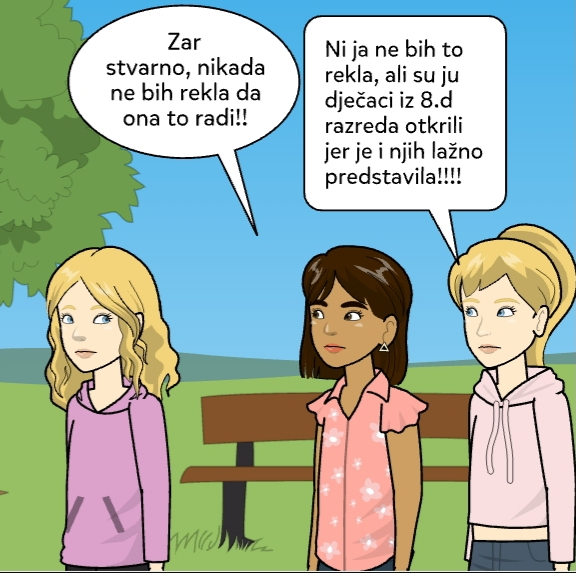 Zar
stvarno, nikada
ne bih rekla da
ona to radi!!
Ni ja ne bih to
rekla, ali su ju
dječaci iz 8.d
razreda otkrili
jer je i njih lažno
predstavila!!!!